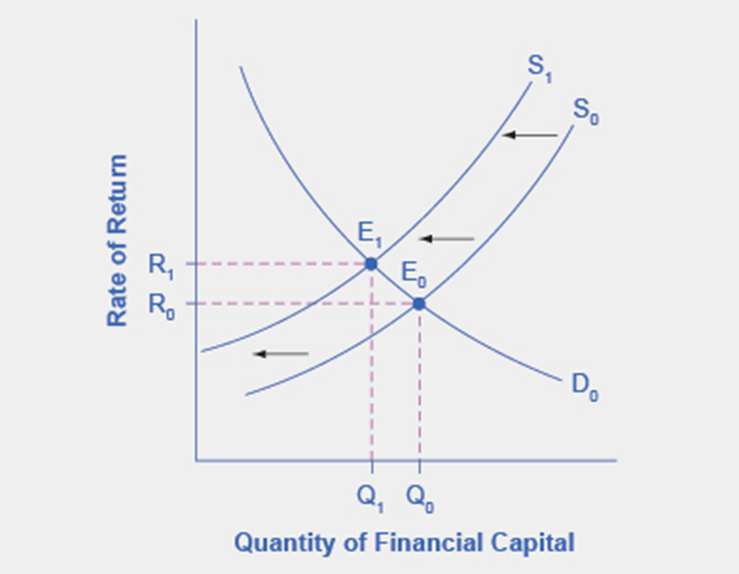 S₁
S₀
E₁
E₀
R₁
R₀
D₀
Rate of Return
Q₁ Q₀
Quantity of Financial Capital